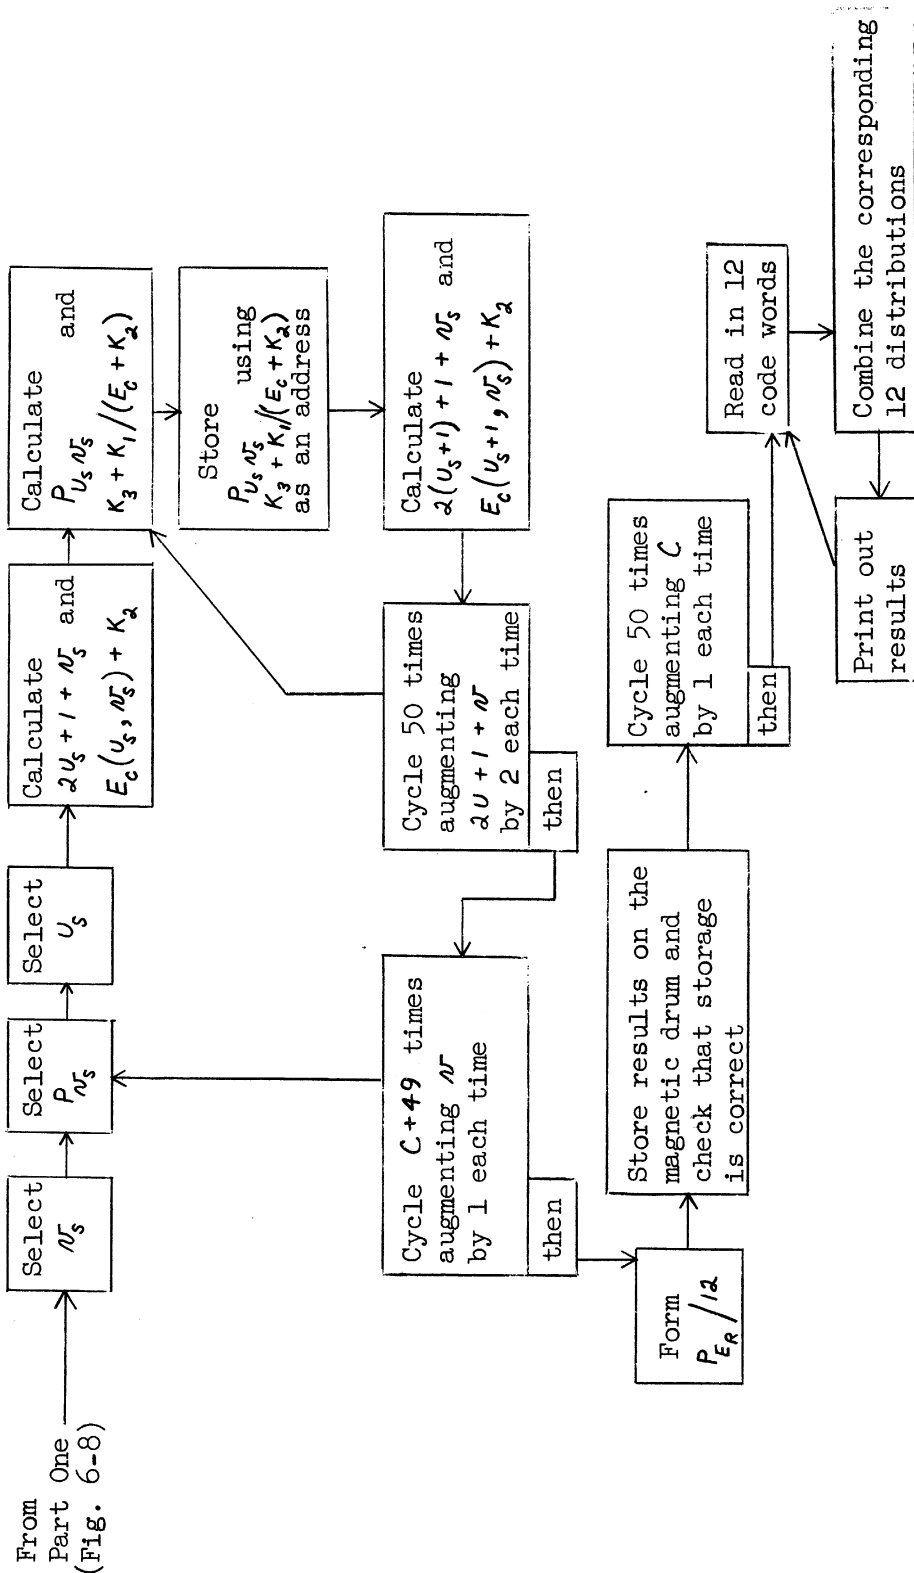 From
Part One
(Fig. 6-8)
Select
N_S
Select
P_{N_S}
Select
U_S
Calculate
2U_S + 1 + N_S and
E_C(U_S, N_S) + K_2
Calculate
P_{U_S N_S} and
K_3 + K_1/(E_C + K_2)
Store
P_{U_S N_S} using
K_3 + K_1/(E_C + K_2)
as an address
Calculate
2(U_S+1) + 1 + N_S and
E_C(U_S+1, N_S) + K_2
Cycle 50 times
augmenting
2U + 1 + N
by 2 each time
then
Cycle C+49 times
augmenting N
by 1 each time
then
Form
P_{E_R}/12
Store results on the
magnetic drum and
check that storage
is correct
Cycle 50 times
augmenting C
by 1 each time
then
Read in 12
code words
Combine the corresponding
12 distributions
Print out
results